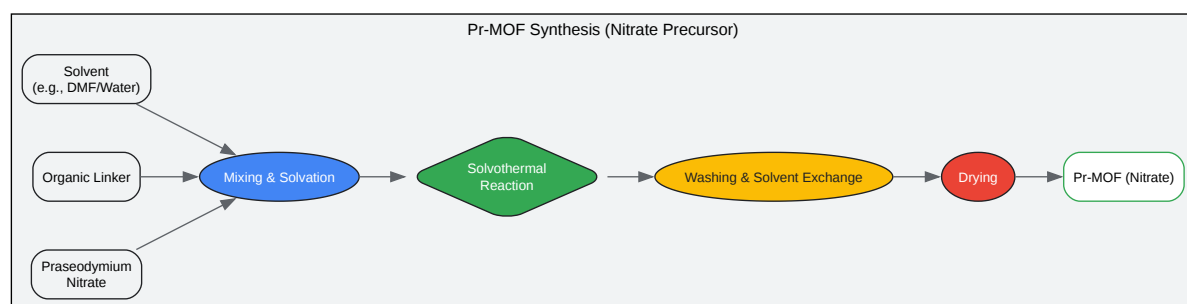 Pr-MOF Synthesis (Nitrate Precursor)
Solvent
(e.g., DMF/Water)
Organic Linker
Praseodymium
Nitrate
Mixing & Solvation
Solvothermal
Reaction
Washing & Solvent Exchange
Drying
Pr-MOF (Nitrate)